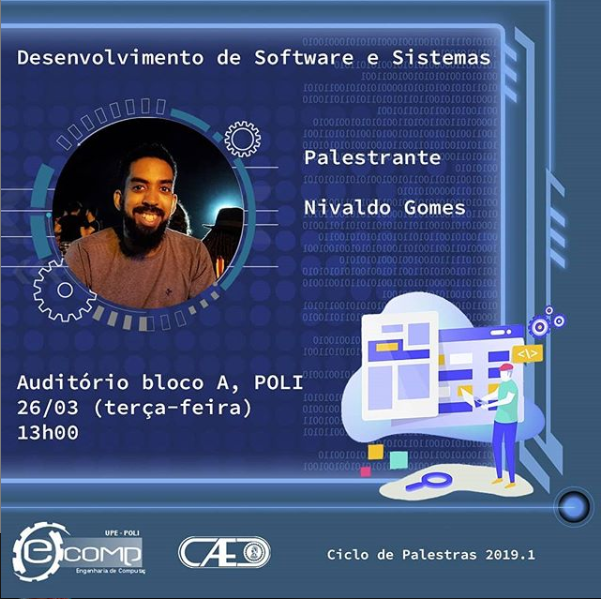 Desenvolvimento de Software e Sistemas
Palestrante
Nivaldo Gomes
Auditório bloco A, POLI
26/03 (terça-feira)
13h00
</>
UPE - POLI
ecomp
Engenharia de Computação
CAEC
Ciclo de Palestras 2019.1